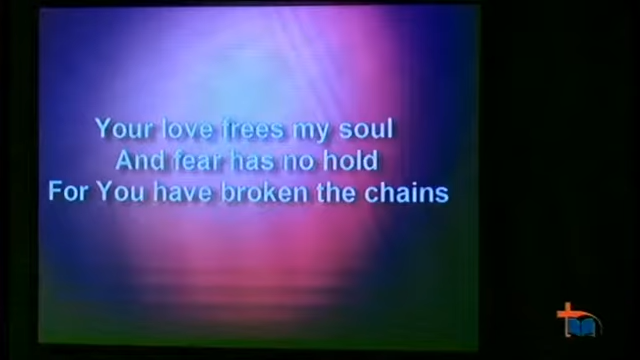 Your love frees my soul
And fear has no hold
For You have broken the chains